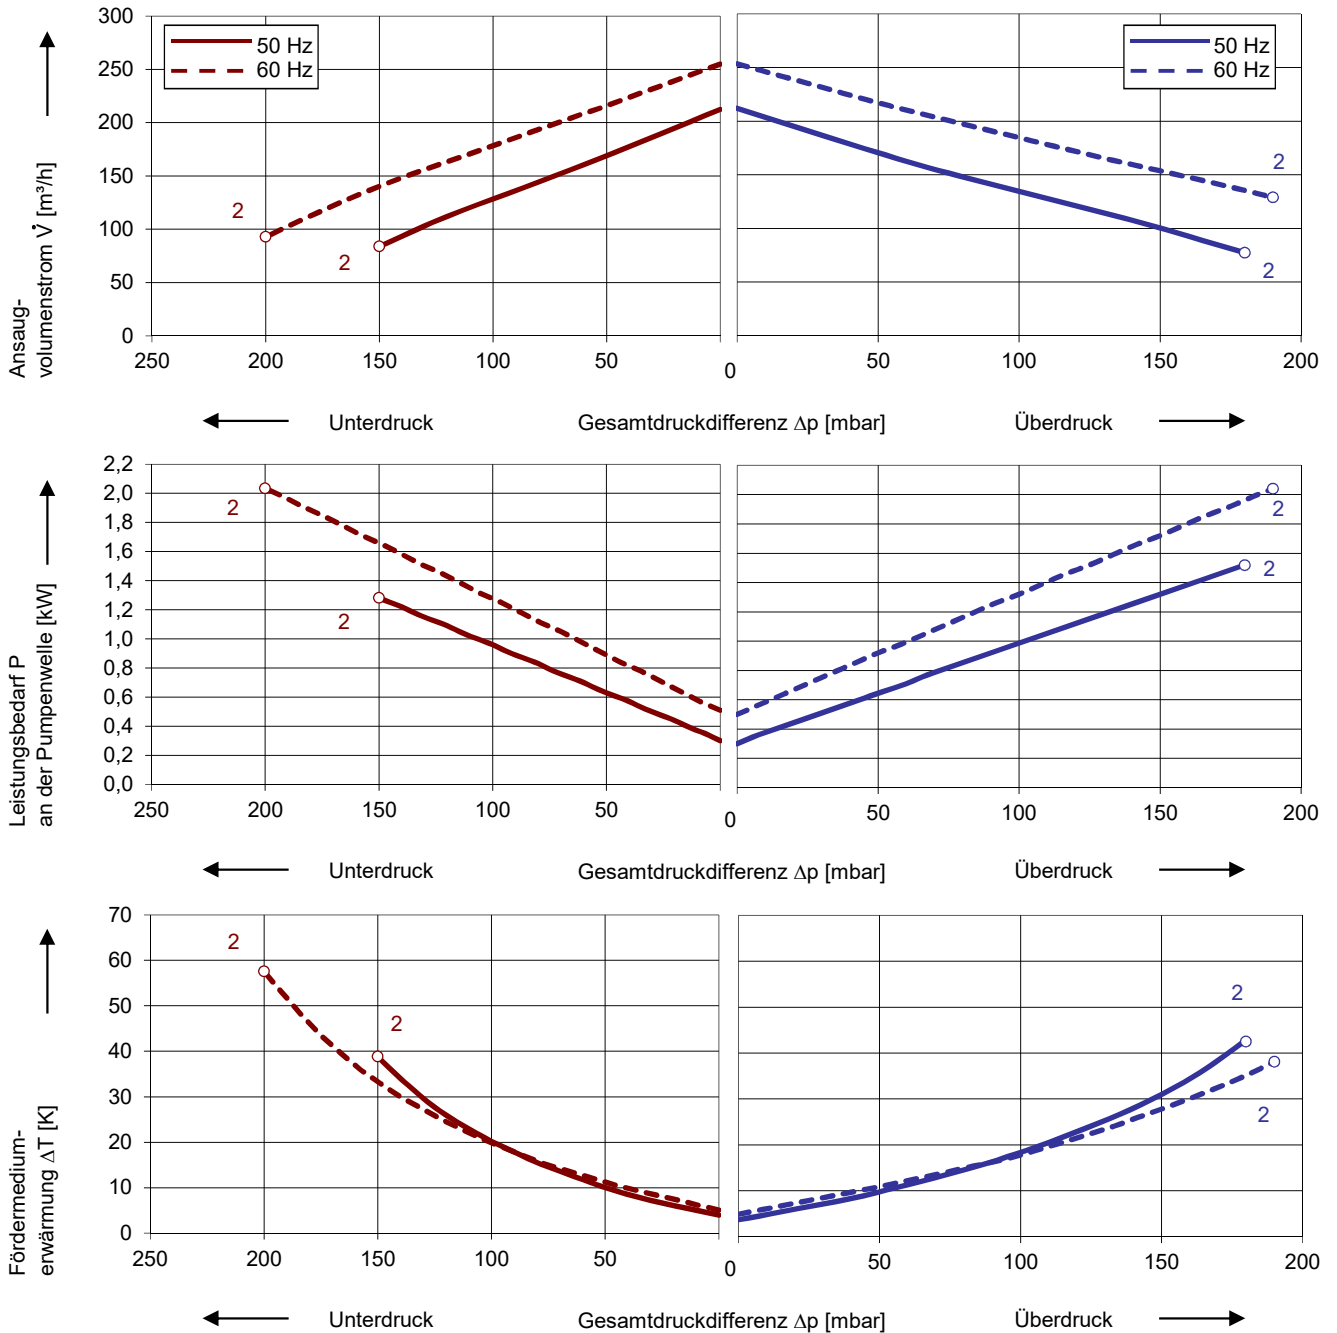 300
250
200
150
100
50
0
Ansaug-
volumenstrom V̇ [m³/h]
50 Hz
60 Hz
2
2
50 Hz
60 Hz
2
2
250 200 150 100 50 0 50 100 150 200
Unterdruck Gesamtdruckdifferenz Δp [mbar] Überdruck
2,2
2,0
1,8
1,6
1,4
1,2
1,0
0,8
0,6
0,4
0,2
0,0
Leistungsbedarf P
an der Pumpenwelle [kW]
2
2
2
2
250 200 150 100 50 0 50 100 150 200
Unterdruck Gesamtdruckdifferenz Δp [mbar] Überdruck
70
60
50
40
30
20
10
0
Fördermedium-
erwärmung ΔT [K]
2
2
2
2
250 200 150 100 50 0 50 100 150 200
Unterdruck Gesamtdruckdifferenz Δp [mbar] Überdruck